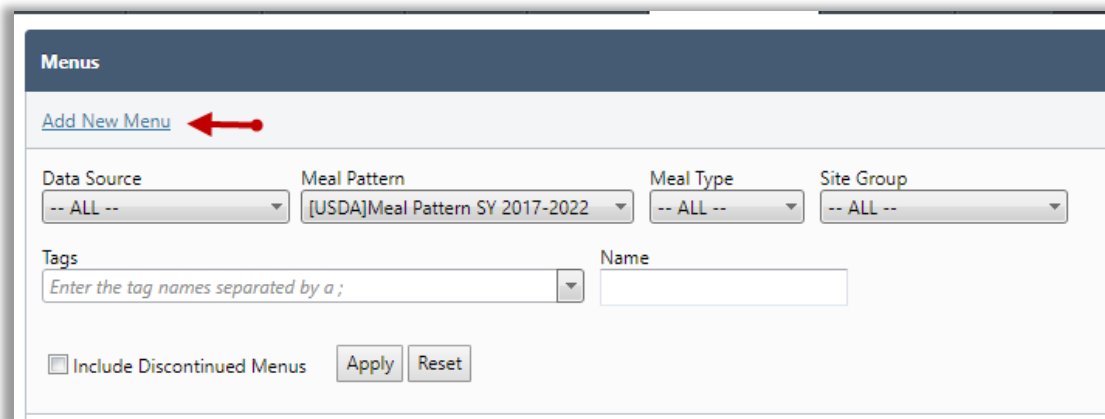 Menus
Add New Menu
Data Source Meal Pattern Meal Type Site Group
-- ALL -- [USDA]Meal Pattern SY 2017-2022 -- ALL -- -- ALL --
Tags Name
Enter the tag names separated by a ;
Include Discontinued Menus Apply Reset